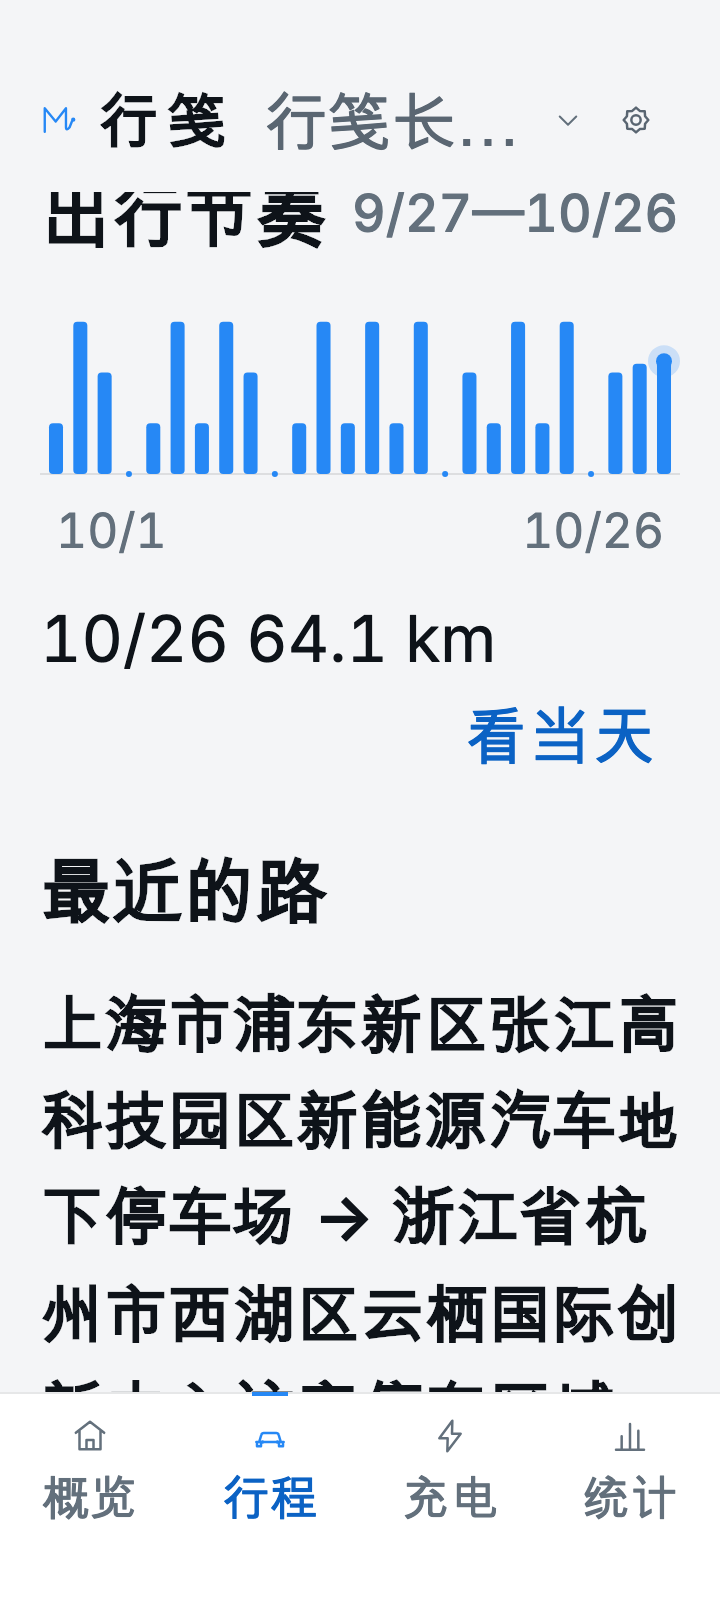 行笺 行笺长...
出行节奏 9/27—10/26
10/1 10/26
10/26 64.1 km
看当天
最近的路
上海市浦东新区张江高
科技园区新能源汽车地
下停车场 → 浙江省杭
州市西湖区云栖国际创
概览 行程 充电 统计